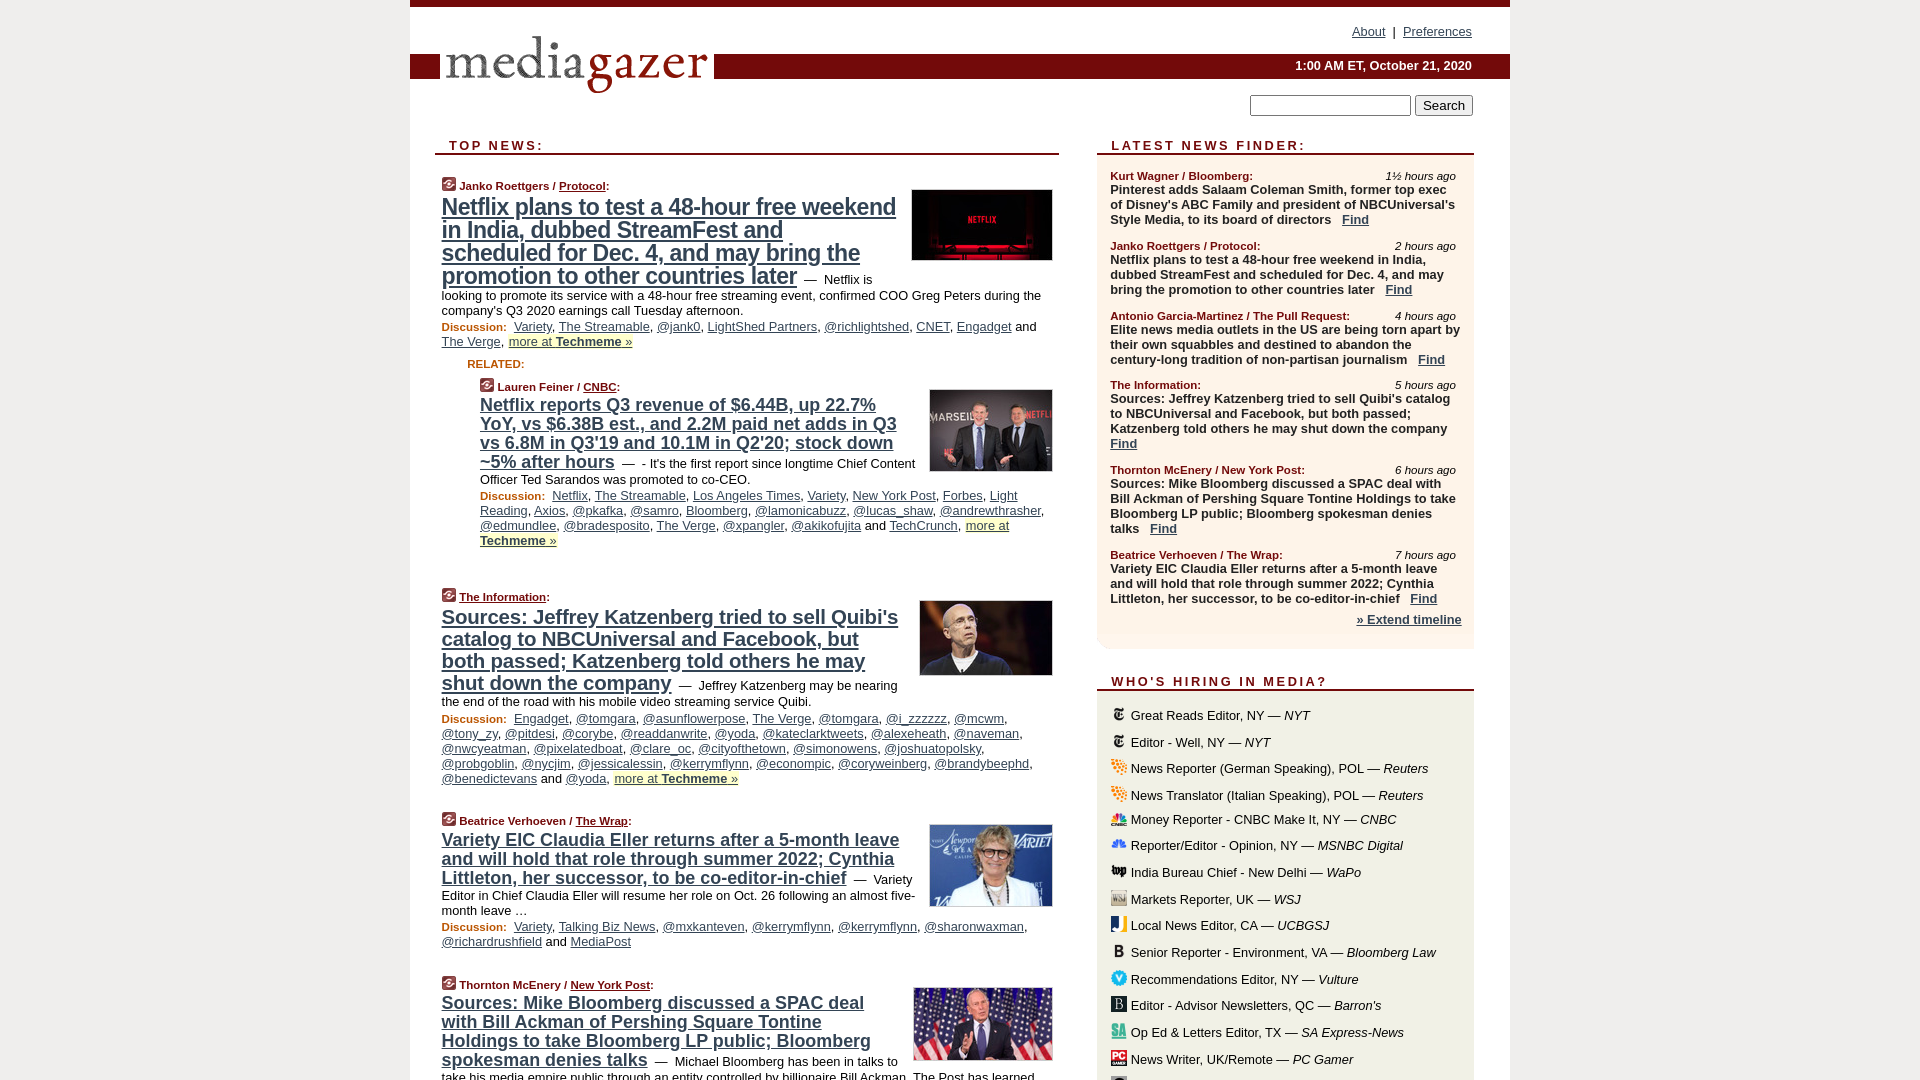 About | Preferences
mediagazer
1:00 AM ET, October 21, 2020
Search
TOP NEWS:
Janko Roettgers / Protocol:
Netflix plans to test a 48-hour free weekend
in India, dubbed StreamFest and
scheduled for Dec. 4, and may bring the
promotion to other countries later — Netflix is
looking to promote its service with a 48-hour free streaming event, confirmed COO Greg Peters during the
company's Q3 2020 earnings call Tuesday afternoon.
Discussion: Variety, The Streamable, @jank0, LightShed Partners, @richlightshed, CNET, Engadget and
The Verge, more at Techmeme »
NETFLIX
RELATED:
Lauren Feiner / CNBC:
Netflix reports Q3 revenue of $6.44B, up 22.7%
YoY, vs $6.38B est., and 2.2M paid net adds in Q3
vs 6.8M in Q3'19 and 10.1M in Q2'20; stock down
~5% after hours — - It's the first report since longtime Chief Content
Officer Ted Sarandos was promoted to co-CEO.
Discussion: Netflix, The Streamable, Los Angeles Times, Variety, New York Post, Forbes, Light
Reading, Axios, @pkafka, @samro, Bloomberg, @lamonicabuzz, @lucas_shaw, @andrewthrasher,
@edmundlee, @bradesposito, The Verge, @xpangler, @akikofujita and TechCrunch, more at
Techmeme »
The Information:
Sources: Jeffrey Katzenberg tried to sell Quibi's
catalog to NBCUniversal and Facebook, but
both passed; Katzenberg told others he may
shut down the company — Jeffrey Katzenberg may be nearing
the end of the road with his mobile video streaming service Quibi.
Discussion: Engadget, @tomgara, @asunflowerpose, The Verge, @tomgara, @i_zzzzzz, @mcwm,
@tony_zy, @pitdesi, @corybe, @readdanwrite, @yoda, @kateclarktweets, @alexeheath, @naveman,
@nwcyeatman, @pixelatedboat, @clare_oc, @cityofthetown, @simonowens, @joshuatopolsky,
@probgoblin, @nycjim, @jessicalessin, @kerrymflynn, @econompic, @coryweinberg, @brandybeephd,
@benedictevans and @yoda, more at Techmeme »
Beatrice Verhoeven / The Wrap:
Variety EIC Claudia Eller returns after a 5-month leave
and will hold that role through summer 2022; Cynthia
Littleton, her successor, to be co-editor-in-chief — Variety
Editor in Chief Claudia Eller will resume her role on Oct. 26 following an almost five-
month leave …
Discussion: Variety, Talking Biz News, @mxkanteven, @kerrymflynn, @kerrymflynn, @sharonwaxman,
@richardrushfield and MediaPost
Thornton McEnery / New York Post:
Sources: Mike Bloomberg discussed a SPAC deal
with Bill Ackman of Pershing Square Tontine
Holdings to take Bloomberg LP public; Bloomberg
spokesman denies talks — Michael Bloomberg has been in talks to
take his media empire public through an entity controlled by billionaire Bill Ackman, The Post has learned.
LATEST NEWS FINDER:
Kurt Wagner / Bloomberg: 1½ hours ago
Pinterest adds Salaam Coleman Smith, former top exec
of Disney's ABC Family and president of NBCUniversal's
Style Media, to its board of directors Find
Janko Roettgers / Protocol: 2 hours ago
Netflix plans to test a 48-hour free weekend in India,
dubbed StreamFest and scheduled for Dec. 4, and may
bring the promotion to other countries later Find
Antonio Garcia-Martinez / The Pull Request: 4 hours ago
Elite news media outlets in the US are being torn apart by
their own squabbles and destined to abandon the
century-long tradition of non-partisan journalism Find
The Information: 5 hours ago
Sources: Jeffrey Katzenberg tried to sell Quibi's catalog
to NBCUniversal and Facebook, but both passed;
Katzenberg told others he may shut down the company
Find
Thornton McEnery / New York Post: 6 hours ago
Sources: Mike Bloomberg discussed a SPAC deal with
Bill Ackman of Pershing Square Tontine Holdings to take
Bloomberg LP public; Bloomberg spokesman denies
talks Find
Beatrice Verhoeven / The Wrap: 7 hours ago
Variety EIC Claudia Eller returns after a 5-month leave
and will hold that role through summer 2022; Cynthia
Littleton, her successor, to be co-editor-in-chief Find
» Extend timeline
WHO'S HIRING IN MEDIA?
Great Reads Editor, NY — NYT
Editor - Well, NY — NYT
News Reporter (German Speaking), POL — Reuters
News Translator (Italian Speaking), POL — Reuters
Money Reporter - CNBC Make It, NY — CNBC
Reporter/Editor - Opinion, NY — MSNBC Digital
India Bureau Chief - New Delhi — WaPo
Markets Reporter, UK — WSJ
Local News Editor, CA — UCBGSJ
Senior Reporter - Environment, VA — Bloomberg Law
Recommendations Editor, NY — Vulture
Editor - Advisor Newsletters, QC — Barron's
Op Ed & Letters Editor, TX — SA Express-News
News Writer, UK/Remote — PC Gamer